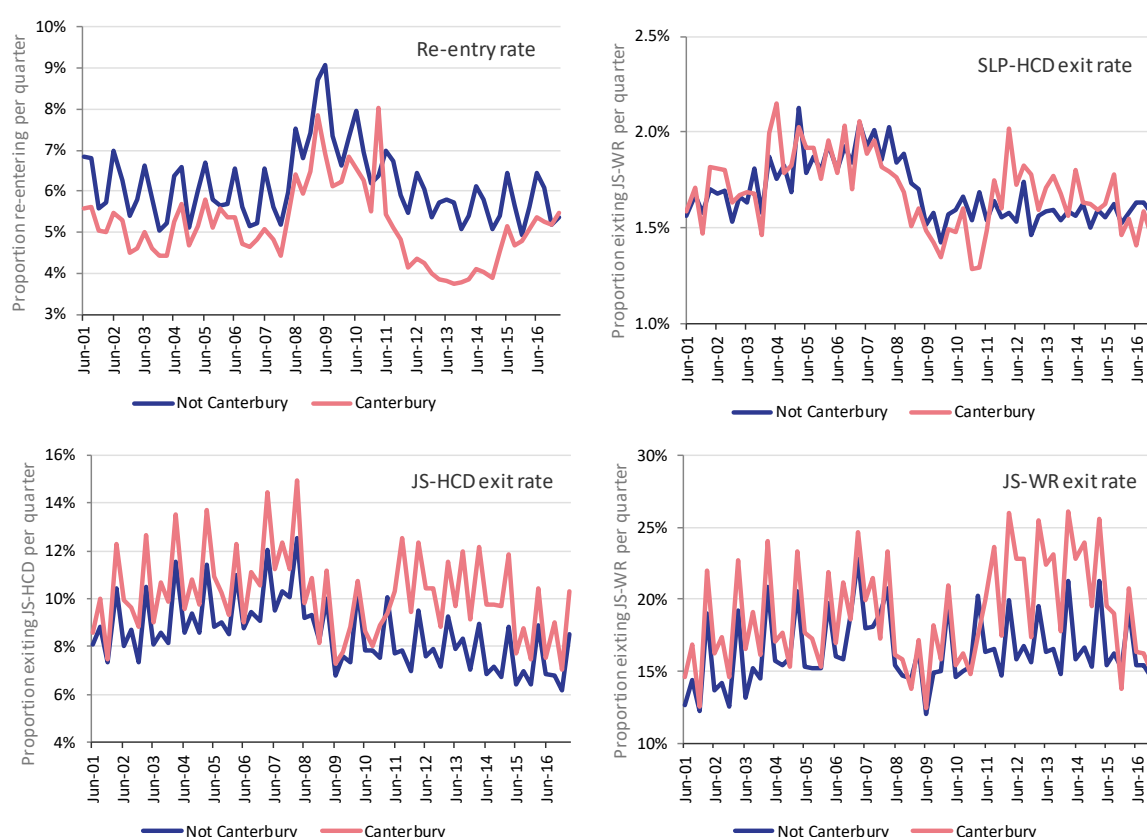 Re-entry rate
Proportion re-entering per quarter
10%
9%
8%
7%
6%
5%
4%
3%
Jun-01
Jun-02
Jun-03
Jun-04
Jun-05
Jun-06
Jun-07
Jun-08
Jun-09
Jun-10
Jun-11
Jun-12
Jun-13
Jun-14
Jun-15
Jun-16
Not Canterbury
Canterbury
SLP-HCD exit rate
Proportion eixting JS-WR per quarter
2.5%
2.0%
1.5%
1.0%
Jun-01
Jun-02
Jun-03
Jun-04
Jun-05
Jun-06
Jun-07
Jun-08
Jun-09
Jun-10
Jun-11
Jun-12
Jun-13
Jun-14
Jun-15
Jun-16
Not Canterbury
Canterbury
JS-HCD exit rate
Proportion exiting JS-HCD per quarter
16%
14%
12%
10%
8%
6%
4%
Jun-01
Jun-02
Jun-03
Jun-04
Jun-05
Jun-06
Jun-07
Jun-08
Jun-09
Jun-10
Jun-11
Jun-12
Jun-13
Jun-14
Jun-15
Jun-16
Not Canterbury
Canterbury
JS-WR exit rate
Proportion eixting JS-WR per quarter
30%
25%
20%
15%
10%
Jun-01
Jun-02
Jun-03
Jun-04
Jun-05
Jun-06
Jun-07
Jun-08
Jun-09
Jun-10
Jun-11
Jun-12
Jun-13
Jun-14
Jun-15
Jun-16
Not Canterbury
Canterbury